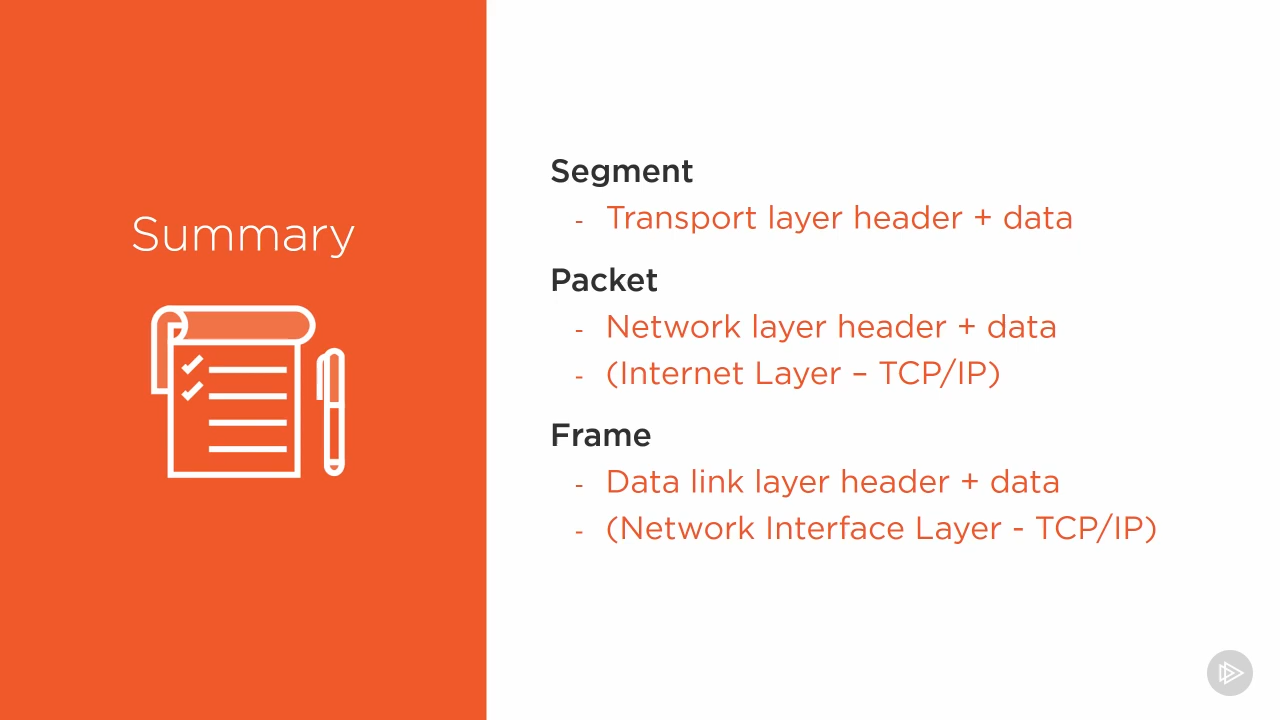 Summary
Segment
- Transport layer header + data
Packet
- Network layer header + data
- (Internet Layer – TCP/IP)
Frame
- Data link layer header + data
- (Network Interface Layer - TCP/IP)